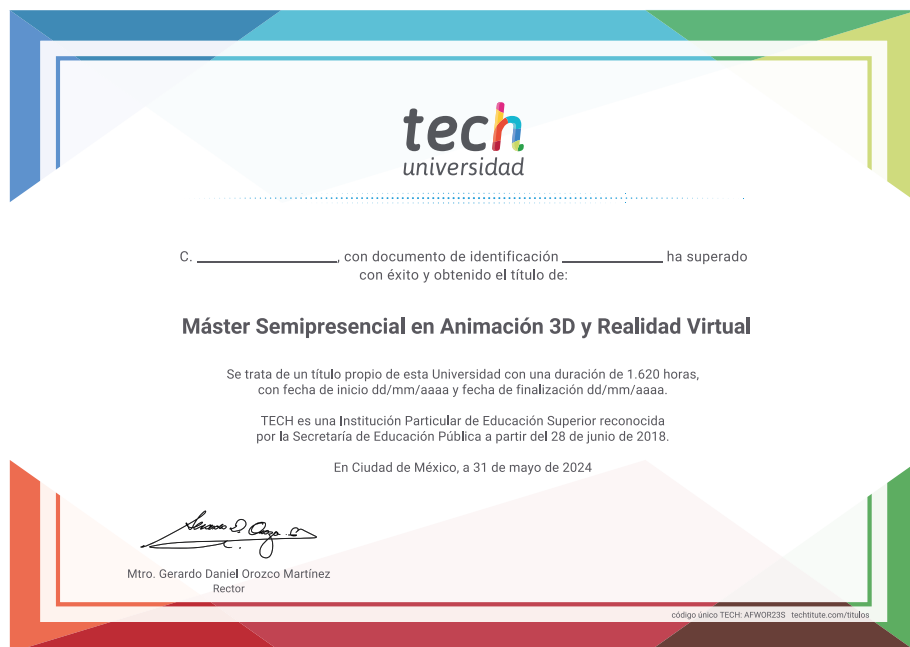 tech
universidad
C. ____________________, con documento de identificación ______________ ha superado
con éxito y obtenido el título de:
Máster Semipresencial en Animación 3D y Realidad Virtual
Se trata de un título propio de esta Universidad con una duración de 1.620 horas,
con fecha de inicio dd/mm/aaaa y fecha de finalización dd/mm/aaaa.
TECH es una Institución Particular de Educación Superior reconocida
por la Secretaría de Educación Pública a partir del 28 de junio de 2018.
En Ciudad de México, a 31 de mayo de 2024
Mtro. Gerardo Daniel Orozco Martínez
Rector
código único TECH: AFWOR23S techtitute.com/titulos